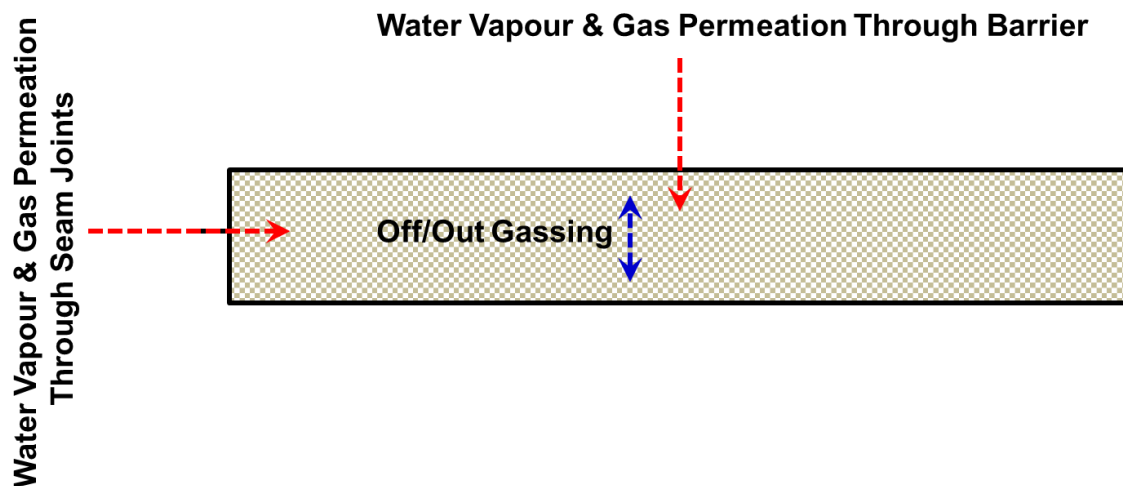 Water Vapour & Gas Permeation Through Barrier
Water Vapour & Gas Permeation
Through Seam Joints
Off/Out Gassing